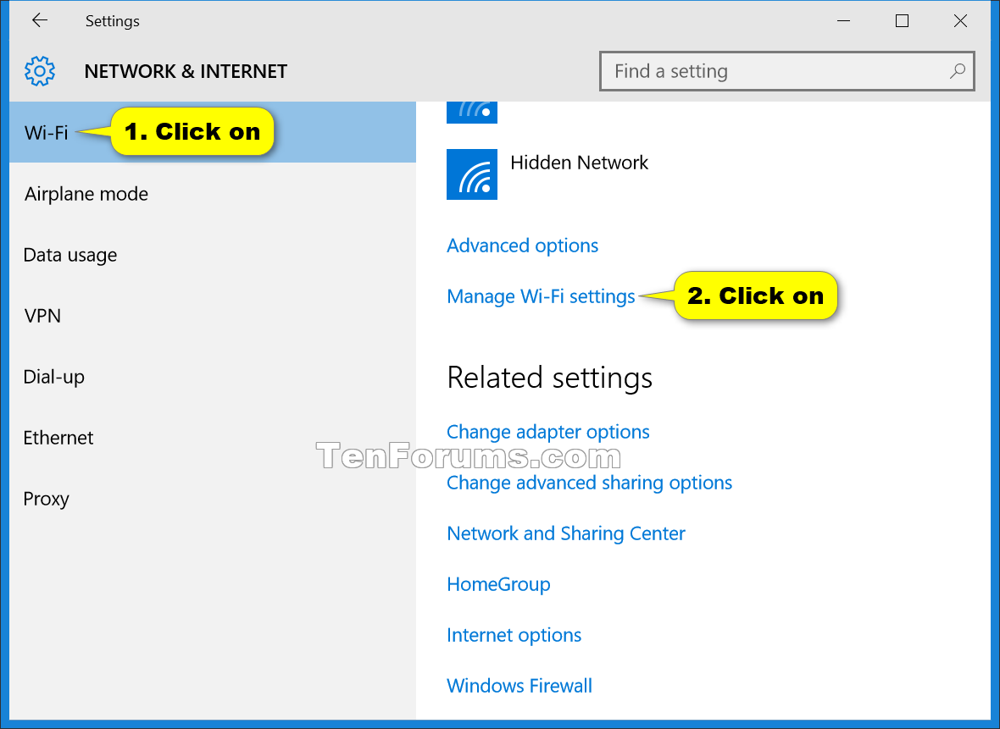 Settings
NETWORK & INTERNET
Find a setting
Wi-Fi
1. Click on
Airplane mode
Data usage
VPN
Dial-up
Ethernet
Proxy
Hidden Network
Advanced options
Manage Wi-Fi settings
2. Click on
Related settings
Change adapter options
TenForums.com
Change advanced sharing options
Network and Sharing Center
HomeGroup
Internet options
Windows Firewall